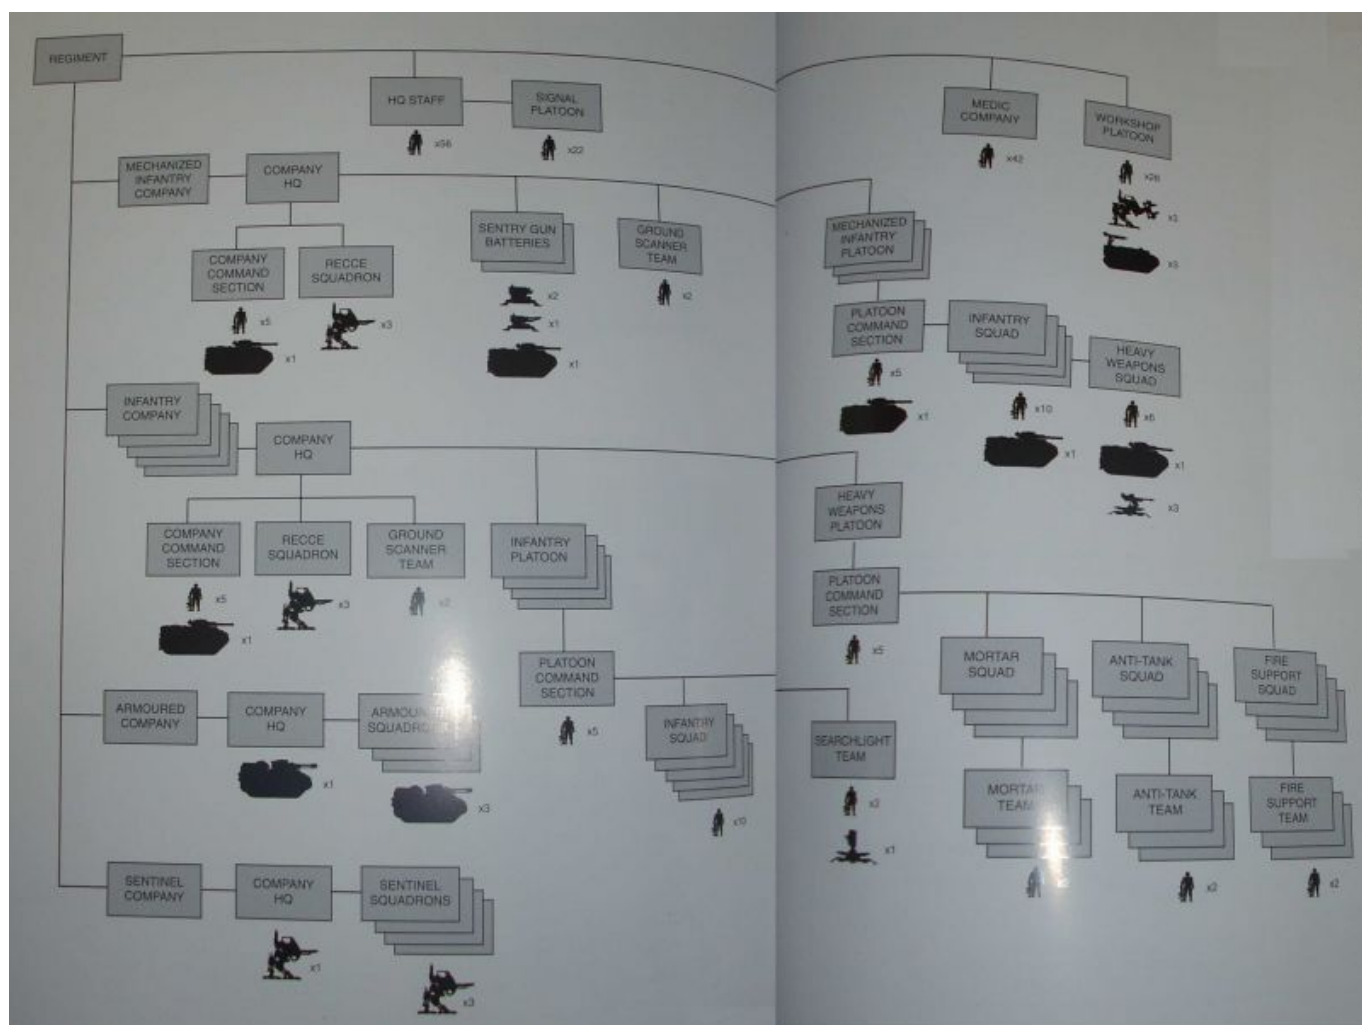 REGIMENT
HQ STAFF
x56
SIGNAL
PLATOON
x22
MEDIC
COMPANY
x42
WORKSHOP
PLATOON
x3
MECHANIZED
INFANTRY
COMPANY
COMPANY
HQ
COMPANY
COMMAND
SECTION
x5
x1
RECCE
SQUADRON
x3
SENTRY GUN
BATTERIES
x2
x1
x1
GROUND
SCANNER
TEAM
x2
MECHANIZED
INFANTRY
PLATOON
PLATOON
COMMAND
SECTION
x5
x1
INFANTRY
SQUAD
x10
x1
HEAVY
WEAPONS
SQUAD
x6
x1
x3
INFANTRY
COMPANY
COMPANY
HQ
COMPANY
COMMAND
SECTION
x5
x1
RECCE
SQUADRON
x3
GROUND
SCANNER
TEAM
x2
INFANTRY
PLATOON
PLATOON
COMMAND
SECTION
x5
INFANTRY
SQUAD
x10
HEAVY
WEAPONS
PLATOON
PLATOON
COMMAND
SECTION
x5
MORTAR
SQUAD
ANTI-TANK
SQUAD
FIRE
SUPPORT
SQUAD
SEARCHLIGHT
TEAM
x1
MORTAR
TEAM
ANTI-TANK
TEAM
x2
FIRE
SUPPORT
TEAM
x2
ARMOURED
COMPANY
COMPANY
HQ
x1
x3
SENTINEL
COMPANY
COMPANY
HQ
x1
SENTINEL
SQUADRONS
x3